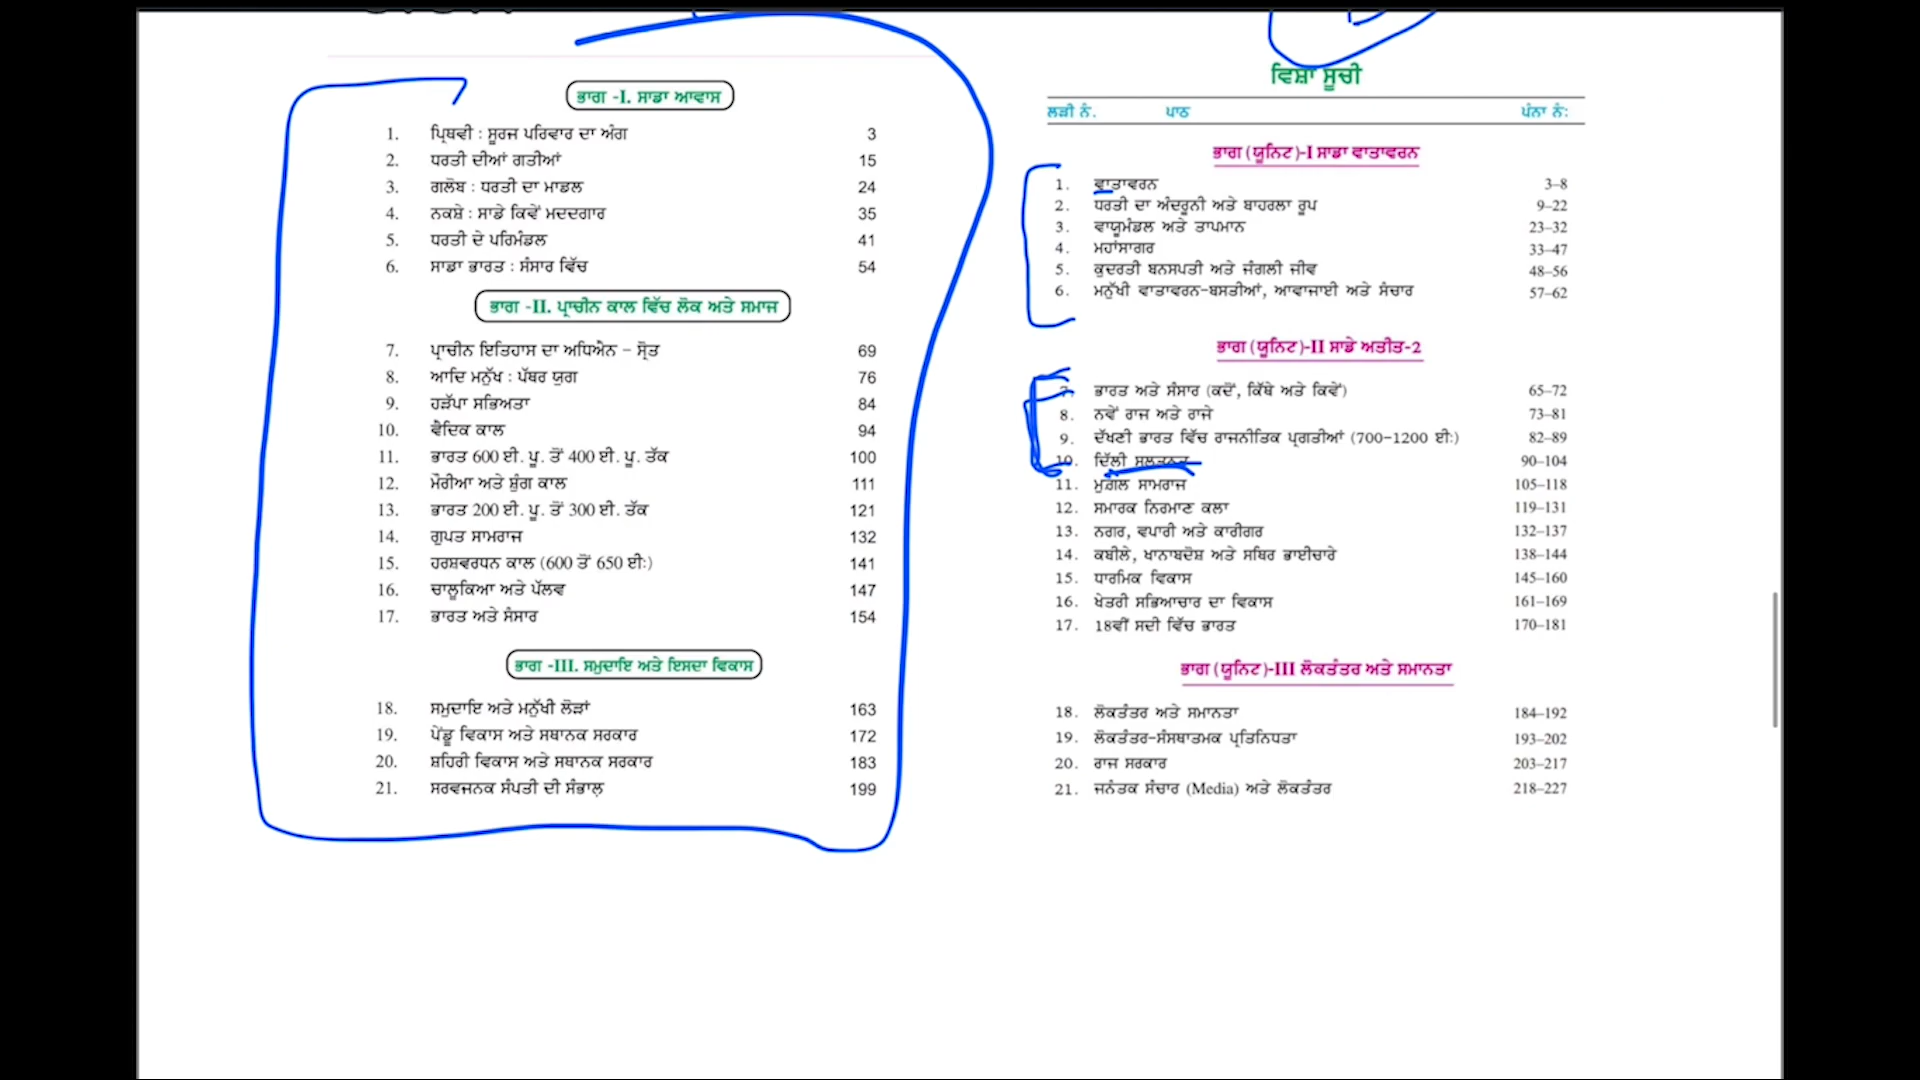 ਭਾਗ -I. ਸਾਡਾ ਆਵਾਸ
1. ਪ੍ਰਿਥਵੀ : ਸੂਰਜ ਪਰਿਵਾਰ ਦਾ ਅੰਗ 3
2. ਧਰਤੀ ਦੀਆਂ ਗਤੀਆਂ 15
3. ਗਲੋਬ : ਧਰਤੀ ਦਾ ਮਾਡਲ 24
4. ਨਕਸ਼ੇ : ਸਾਡੇ ਕਿਵੇਂ ਮਦਦਗਾਰ 35
5. ਧਰਤੀ ਦੇ ਪਰਿਮੰਡਲ 41
6. ਸਾਡਾ ਭਾਰਤ : ਸੰਸਾਰ ਵਿੱਚ 54
ਭਾਗ -II. ਪ੍ਰਾਚੀਨ ਕਾਲ ਵਿੱਚ ਲੋਕ ਅਤੇ ਸਮਾਜ
7. ਪ੍ਰਾਚੀਨ ਇਤਿਹਾਸ ਦਾ ਅਧਿਐਨ – ਸ੍ਰੋਤ 69
8. ਆਦਿ ਮਨੁੱਖ : ਪੱਥਰ ਯੁਗ 76
9. ਹੜੱਪਾ ਸਭਿਅਤਾ 84
10. ਵੈਦਿਕ ਕਾਲ 94
11. ਭਾਰਤ 600 ਈ. ਪੂ. ਤੋਂ 400 ਈ. ਪੂ. ਤੱਕ 100
12. ਮੌਰੀਆ ਅਤੇ ਸ਼ੁੰਗ ਕਾਲ 111
13. ਭਾਰਤ 200 ਈ. ਪੂ. ਤੋਂ 300 ਈ. ਤੱਕ 121
14. ਗੁਪਤ ਸਾਮਰਾਜ 132
15. ਹਰਸ਼ਵਰਧਨ ਕਾਲ (600 ਤੋਂ 650 ਈ:) 141
16. ਚਾਲੂਕਿਆ ਅਤੇ ਪੱਲਵ 147
17. ਭਾਰਤ ਅਤੇ ਸੰਸਾਰ 154
ਭਾਗ -III. ਸਮੁਦਾਇ ਅਤੇ ਇਸਦਾ ਵਿਕਾਸ
18. ਸਮੁਦਾਇ ਅਤੇ ਮਨੁੱਖੀ ਲੋੜਾਂ 163
19. ਪੇਂਡੂ ਵਿਕਾਸ ਅਤੇ ਸਥਾਨਕ ਸਰਕਾਰ 172
20. ਸ਼ਹਿਰੀ ਵਿਕਾਸ ਅਤੇ ਸਥਾਨਕ ਸਰਕਾਰ 183
21. ਸਰਵਜਨਕ ਸੰਪਤੀ ਦੀ ਸੰਭਾਲ਼ 199
ਵਿਸ਼ਾ ਸੂਚੀ
ਲੜੀ ਨੰ. ਪਾਠ ਪੰਨਾ ਨੰ:
ਭਾਗ (ਯੂਨਿਟ)-I ਸਾਡਾ ਵਾਤਾਵਰਨ
1. ਵਾਤਾਵਰਨ 3–8
2. ਧਰਤੀ ਦਾ ਅੰਦਰੂਨੀ ਅਤੇ ਬਾਹਰਲਾ ਰੂਪ 9–22
3. ਵਾਯੂਮੰਡਲ ਅਤੇ ਤਾਪਮਾਨ 23–32
4. ਮਹਾਂਸਾਗਰ 33–47
5. ਕੁਦਰਤੀ ਬਨਸਪਤੀ ਅਤੇ ਜੰਗਲੀ ਜੀਵ 48–56
6. ਮਨੁੱਖੀ ਵਾਤਾਵਰਨ-ਬਸਤੀਆਂ, ਆਵਾਜਾਈ ਅਤੇ ਸੰਚਾਰ 57–62
ਭਾਗ (ਯੂਨਿਟ)-II ਸਾਡੇ ਅਤੀਤ-2
7. ਭਾਰਤ ਅਤੇ ਸੰਸਾਰ (ਕਦੋਂ, ਕਿੱਥੇ ਅਤੇ ਕਿਵੇਂ) 65–72
8. ਨਵੇਂ ਰਾਜ ਅਤੇ ਰਾਜੇ 73–81
9. ਦੱਖਣੀ ਭਾਰਤ ਵਿੱਚ ਰਾਜਨੀਤਿਕ ਪ੍ਰਗਤੀਆਂ (700-1200 ਈ:) 82–89
10. ਦਿੱਲੀ ਸਲਤਨਤ 90–104
11. ਮੁਗ਼ਲ ਸਾਮਰਾਜ 105–118
12. ਸਮਾਰਕ ਨਿਰਮਾਣ ਕਲਾ 119–131
13. ਨਗਰ, ਵਪਾਰੀ ਅਤੇ ਕਾਰੀਗਰ 132–137
14. ਕਬੀਲੇ, ਖਾਨਾਬਦੋਸ਼ ਅਤੇ ਸਥਿਰ ਭਾਈਚਾਰੇ 138–144
15. ਧਾਰਮਿਕ ਵਿਕਾਸ 145–160
16. ਖੇਤਰੀ ਸਭਿਆਚਾਰ ਦਾ ਵਿਕਾਸ 161–169
17. 18ਵੀਂ ਸਦੀ ਵਿੱਚ ਭਾਰਤ 170–181
ਭਾਗ (ਯੂਨਿਟ)-III ਲੋਕਤੰਤਰ ਅਤੇ ਸਮਾਨਤਾ
18. ਲੋਕਤੰਤਰ ਅਤੇ ਸਮਾਨਤਾ 184–192
19. ਲੋਕਤੰਤਰ-ਸੰਸਥਾਤਮਕ ਪ੍ਰਤਿਨਿਧਤਾ 193–202
20. ਰਾਜ ਸਰਕਾਰ 203–217
21. ਜਨੰਤਕ ਸੰਚਾਰ (Media) ਅਤੇ ਲੋਕਤੰਤਰ 218–227